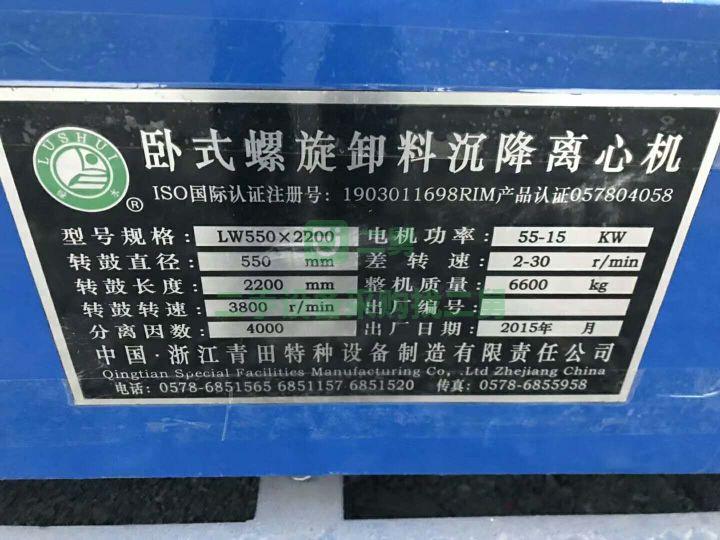 LUSHUI
®
卧式螺旋卸料沉降离心机
ISO国际认证注册号：1903011698RIM产品认证057804058
型号规格： LW550×2200 电机功率： 55-15 KW
转鼓直径： 550 mm 差 转 速： 2-30 r/min
转鼓长度： 2200 mm 整机质量： 6600 kg
转鼓转速： 3800 r/min 出厂编号：
分离因数： 4000 出厂日期： 2015年 月
中国·浙江青田特种设备制造有限责任公司
Qingtian Special Facilities Manufacturing Co, .Ltd Zhejiang China
电话：0578-6851565 6851157 6851520 传真：0578-6855958